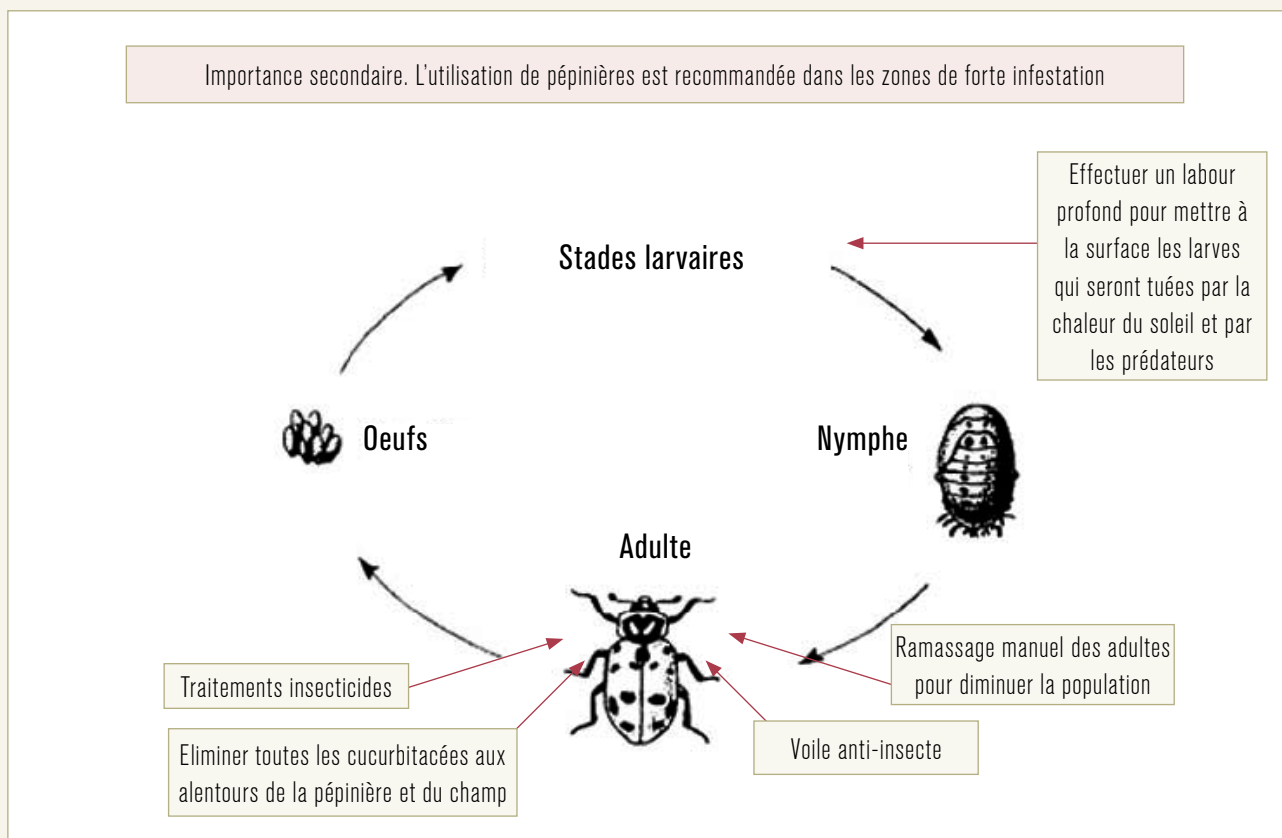 Importance secondaire. L'utilisation de pépinières est recommandée dans les zones de forte infestation
Effectuer un labour
profond pour mettre à
la surface les larves
qui seront tuées par la
chaleur du soleil et par
les prédateurs
Stades larvaires
Oeufs
Nymphe
Adulte
Traitements insecticides
Eliminer toutes les cucurbitacées aux
alentours de la pépinière et du champ
Ramassage manuel des adultes
pour diminuer la population
Voile anti-insecte